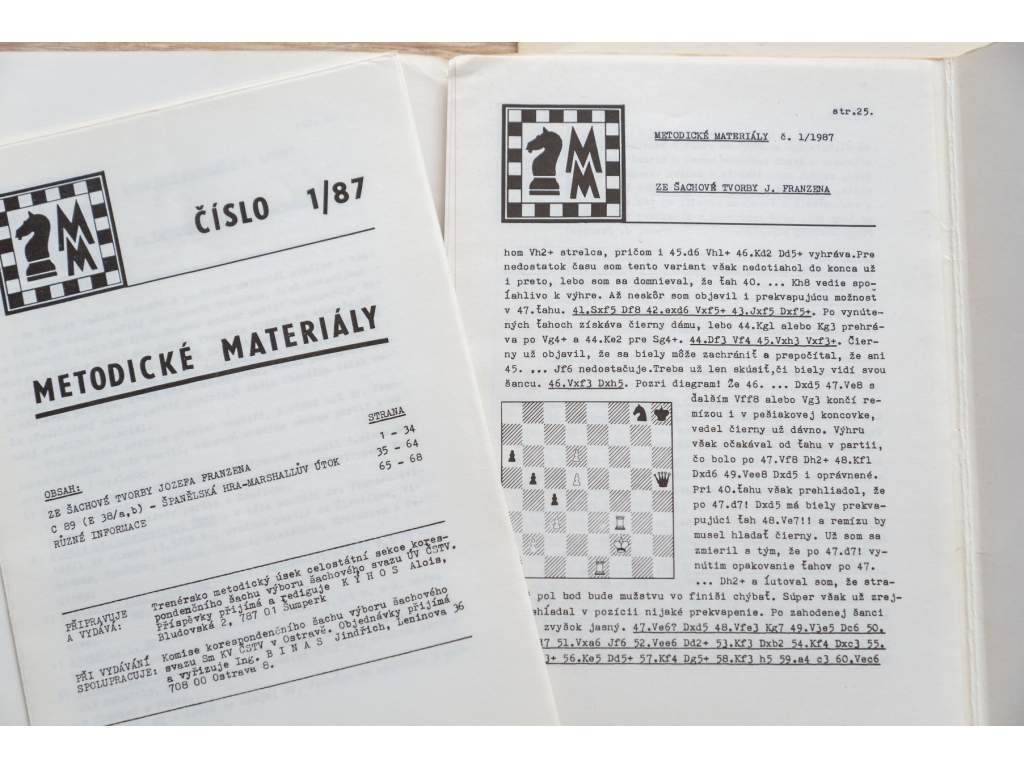 MM
ČÍSLO 1/87
METODICKÉ MATERIÁLY
OBSAH:
STRANA
ZE ŠACHOVÉ TVORBY JOZEFA FRANZENA 1 – 34
C 89 (E 38/a,b) – ŠPANĚLSKÁ HRA-MARSHALLŮV ÚTOK 35 – 64
RŮZNÉ INFORMACE 65 – 68
PŘIPRAVUJE A VYDÁVÁ:
Trenérsko metodický úsek celostátní sekce kores-
pondenčního šachu výboru šachového svazu ÚV ČSTV.
Příspěvky přijímá a rediguje K Ý H O S Alois,
Bludovská 2, 787 01 Šumperk
PŘI VYDÁVÁNÍ SPOLUPRACUJE:
Komise korespondenčního šachu výboru šachového
svazu Sm KV ČSTV v Ostravě. Objednávky přijímá
a vyřizuje Ing. B I N A S Jindřich, Leninova 36
708 00 Ostrava 8.
str.25.
MM
METODICKÉ MATERIÁLY č. 1/1987
ZE ŠACHOVÉ TVORBY J. FRANZENA
hom Vh2+ strelca, pričom i 45.d6 Vh1+ 46.Kd2 Dd5+ vyhráva.Pre
nedostatok času som tento variant však nedotiahol do konca už
i preto, lebo som sa domnieval, že ťah 40. ... Kh8 vedie spo-
ľahlivo k výhre. Až neskôr som objavil i prekvapujúcu možnosť
v 47.ťahu. 41.Sxf5 Df8 42.exd6 Vxf5+ 43.Jxf5 Dxf5+. Po vynúte-
ných ťahoch získáva čierny dámu, lebo 44.Kg1 alebo Kg3 prehrá-
va po Vg4+ a 44.Ke2 pre Sg4+. 44.Df3 Vf4 45.Vxh3 Vxf3+. Čier-
ny už objavil, že sa biely môže zachrániť a prepočítal, že ani
45. ... Jf6 nedostačuje.Treba už len skúsiť,či biely vidí svou
šancu. 46.Vxf3 Dxh5. Pozri diagram! Že 46. ... Dxd5 47.Ve8 s
ďalším Vff8 alebo Vg3 končí re-
mízou i v pešiakovej koncovke,
vedel čierny už dávno. Výhru
však očakával od ťahu v partii,
čo bolo po 47.Vf8 Dh2+ 48.Kf1
Dxd6 49.Vee8 Dxd5 i oprávnené.
Pri 40.ťahu však prehliadol, že
po 47.d7! Dxd5 má biely prekva-
pujúci ťah 48.Ve7!! a remízu by
musel hladať čierny. Už som sa
zmieril s tým, že po 47.d7! vy-
nútim opakovanie ťahov po 47.
... Dh2+ a ľutoval som, že stra-
pol bod bude mužstvu vo finiši chýbať. Súper však už zrej-
hľadal v pozícii nijaké prekvapenie. Po zahodenej šanci
zvyšok jasný. 47.Ve6? Dxd5 48.Vfe3 Kg7 49.Vje5 Dc6 50.
d7 51.Vxa6 Jf6 52.Vee6 Dd2+ 53.Kf3 Dxb2 54.Kf4 Dxc3 55.
3+ 56.Ke5 Dd5+ 57.Kf4 Dg5+ 58.Kf3 h5 59.a4 c3 60.Vec6